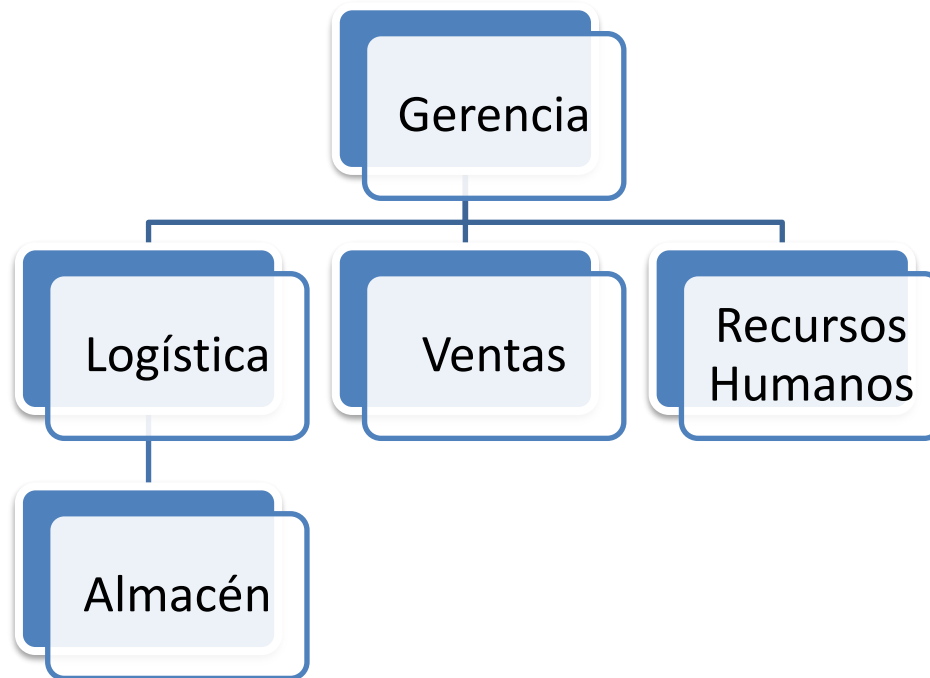 Gerencia
Logística
Ventas
Recursos
Humanos
Almacén